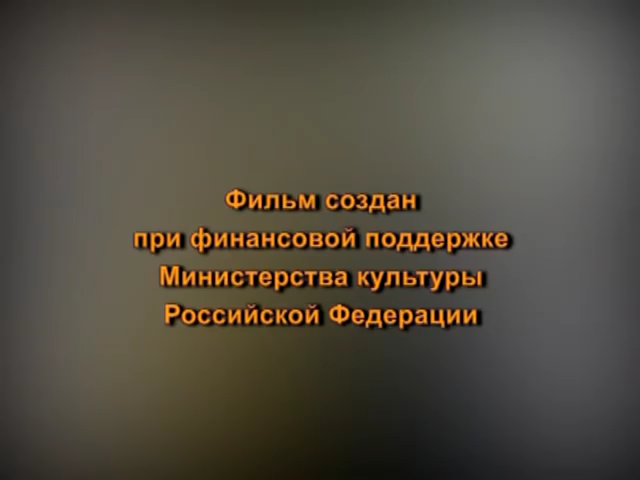 Фильм создан
при финансовой поддержке
Министерства культуры
Российской Федерации